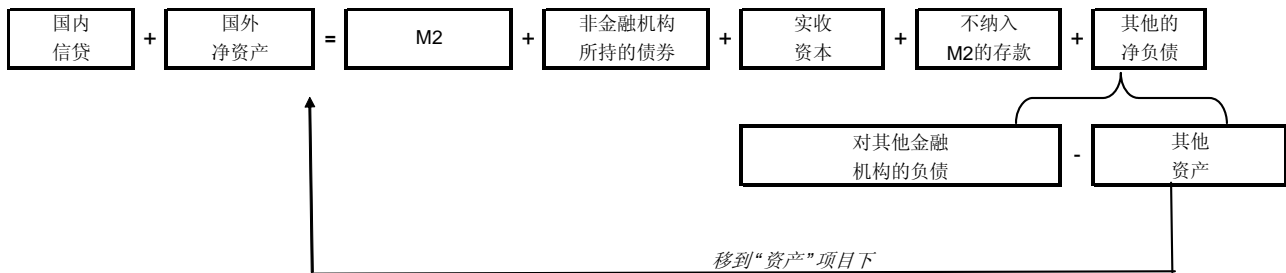 国内
信贷
+
国外
净资产
=
M2
+
非金融机构
所持的债券
+
实收
资本
+
不纳入
M2的存款
+
其他的
净负债
对其他金融
机构的负债
-
其他
资产
移到“资产”项目下